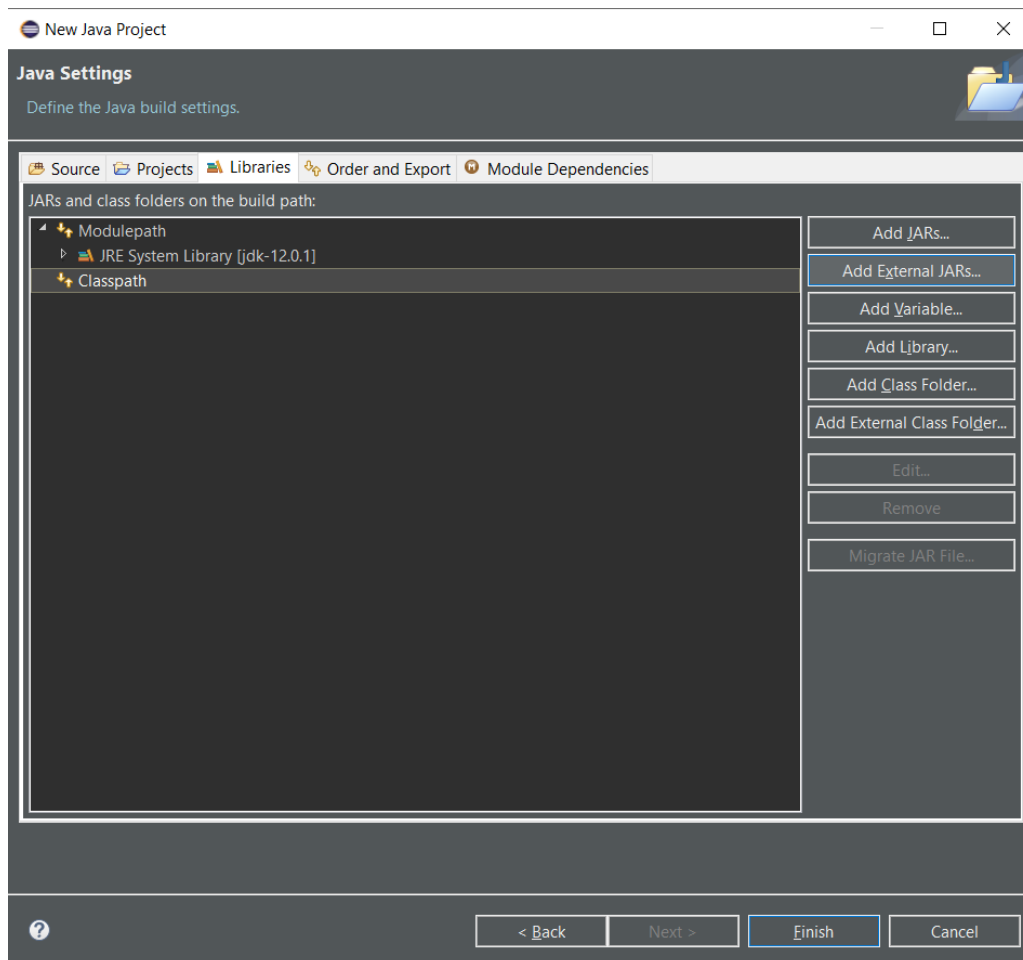 New Java Project
Java Settings
Define the Java build settings.
Source Projects Libraries Order and Export Module Dependencies
JARs and class folders on the build path:
Modulepath
JRE System Library [jdk-12.0.1]
Classpath
Add JARs...
Add External JARs...
Add Variable...
Add Library...
Add Class Folder...
Add External Class Folder...
Edit...
Remove
Migrate JAR File...
? < Back Next > Finish Cancel